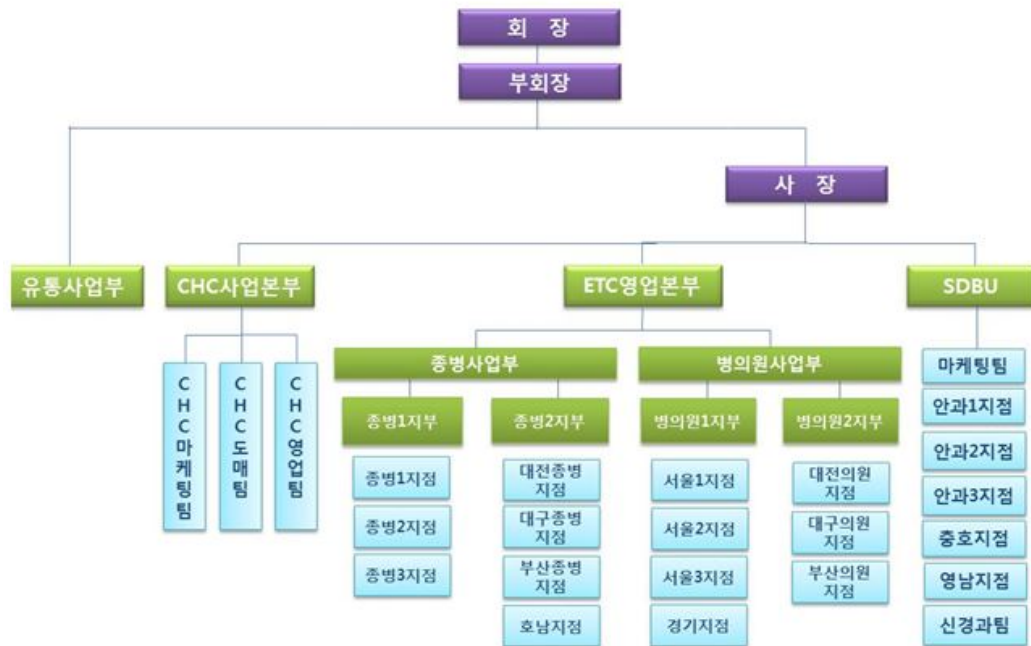 회 장
부회장
사 장
유통사업부
CHC사업본부
ETC영업본부
SDBU
종병사업부
병의원사업부
CHC마케팅팀
CHC도매팀
CHC영업팀
종병1지부
종병2지부
병의원1지부
병의원2지부
종병1지점
종병2지점
종병3지점
대전종병
지점
대구종병
지점
부산종병
지점
호남지점
서울1지점
서울2지점
서울3지점
경기지점
대전의원
지점
대구의원
지점
부산의원
지점
마케팅팀
안과1지점
안과2지점
안과3지점
충호지점
영남지점
신경과팀